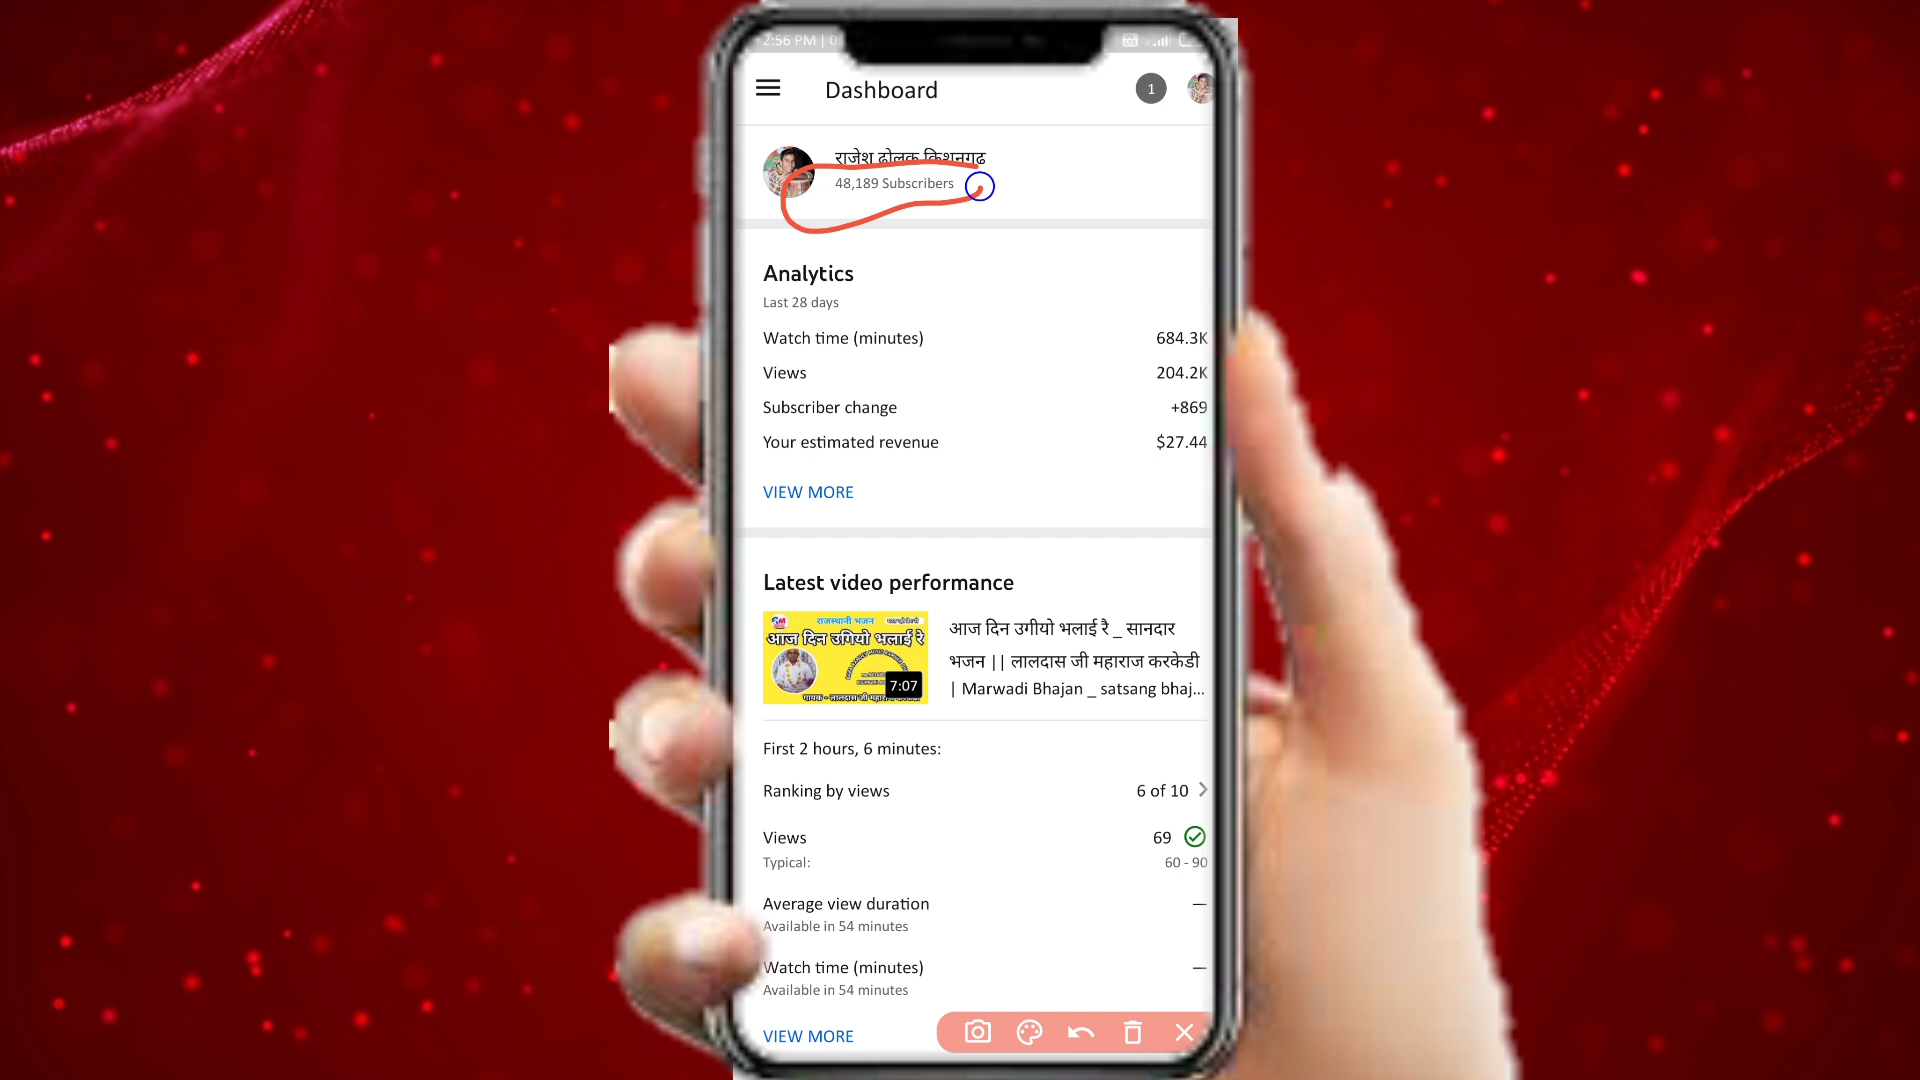 2:56 PM |
Dashboard
1
राजेश ढोलक किशनगढ़
48,189 Subscribers
Analytics
Last 28 days
Watch time (minutes) 684.3K
Views 204.2K
Subscriber change +869
Your estimated revenue $27.44
VIEW MORE
Latest video performance
राजस्थानी भजन
आज दिन उगियो भलाई रे
7:07
आज दिन उगीयो भलाई रै _ सानदार
भजन || लालदास जी महाराज करकेडी
| Marwadi Bhajan _ satsang bhaj...
First 2 hours, 6 minutes:
Ranking by views 6 of 10
Views 69
Typical: 60 - 90
Average view duration —
Available in 54 minutes
Watch time (minutes) —
Available in 54 minutes
VIEW MORE